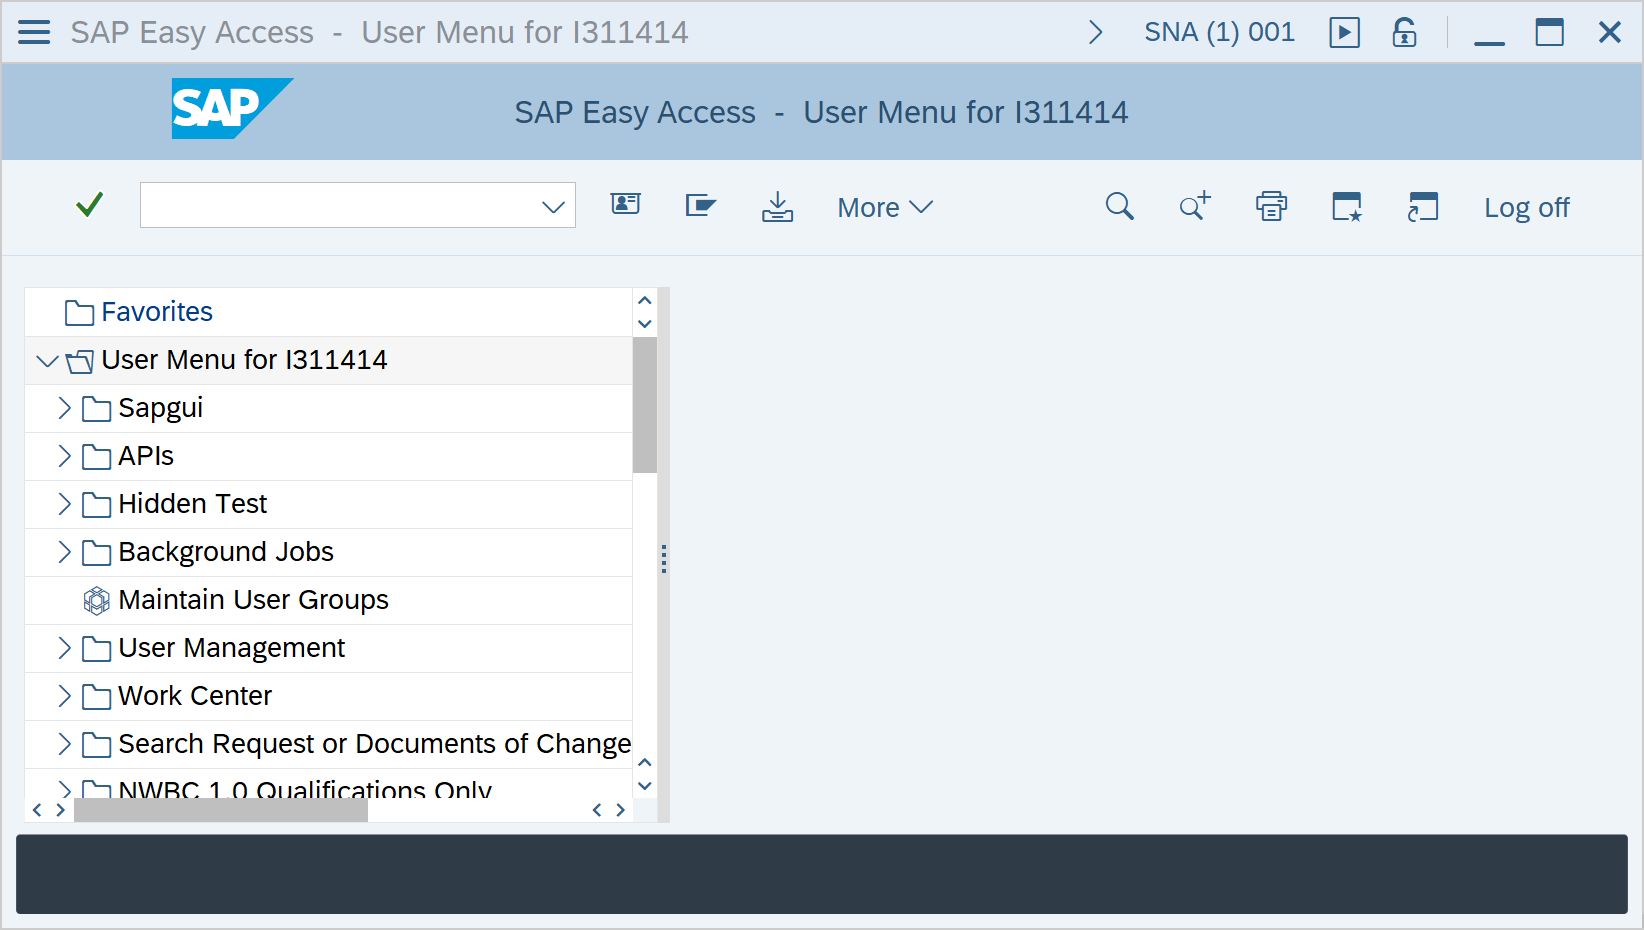 SAP Easy Access - User Menu for I311414
SNA (1) 001
SAP
SAP Easy Access - User Menu for I311414
More
Log off
Favorites
User Menu for I311414
Sapgui
APIs
Hidden Test
Background Jobs
Maintain User Groups
User Management
Work Center
Search Request or Documents of Change
NWBC 1.0 Qualifications Only